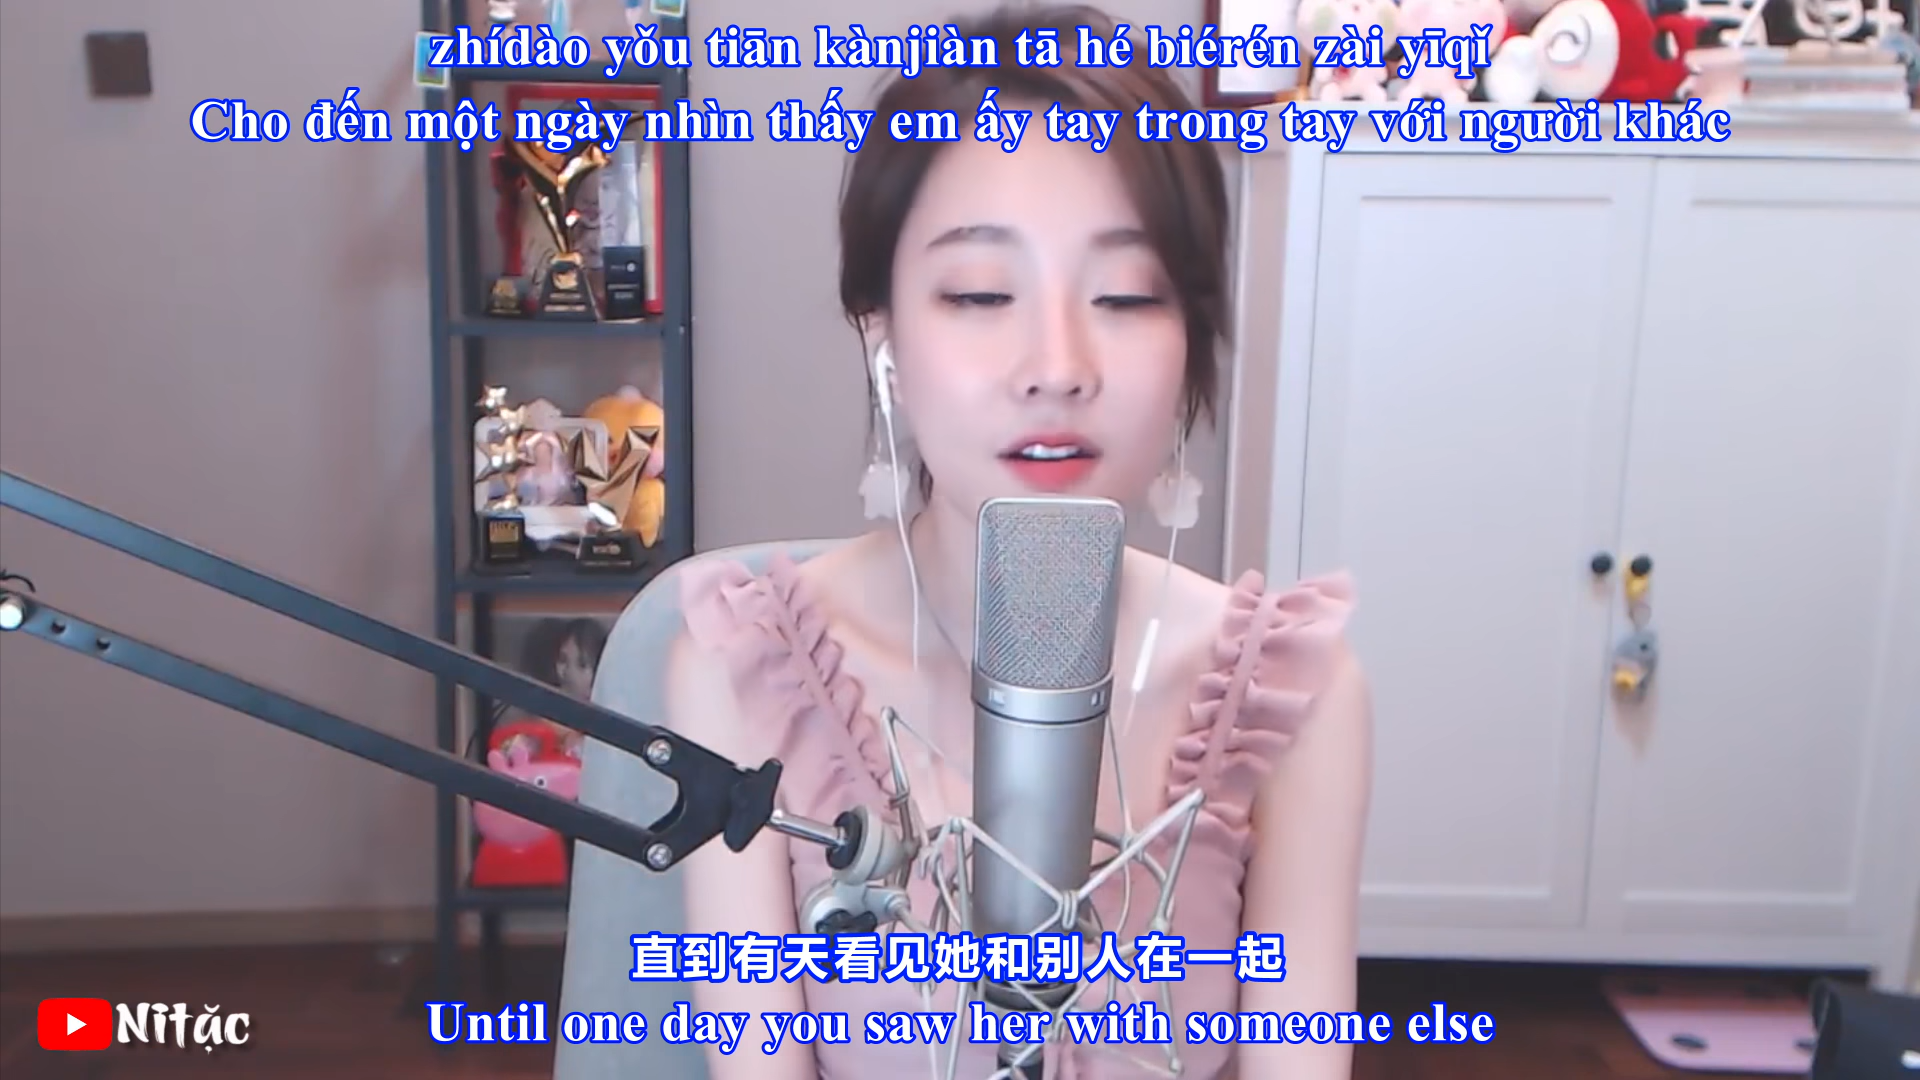 zhídào yǒu tiān kànjiàn tā hé biérén zài yīqǐ
Cho đến một ngày nhìn thấy em ấy tay trong tay với người khác
直到有天看见她和别人在一起
Until one day you saw her with someone else
Nitặc